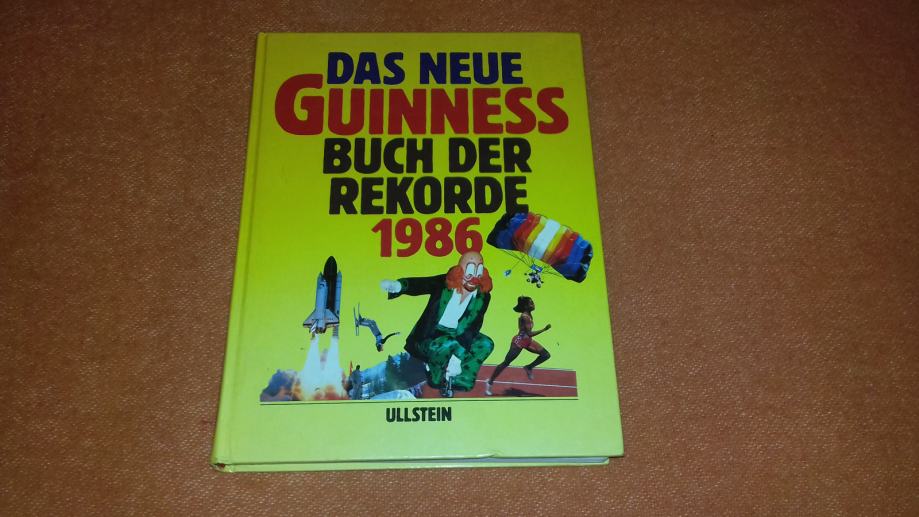 DAS NEUE
GUINNESS
BUCH DER
REKORDE
1986
ULLSTEIN